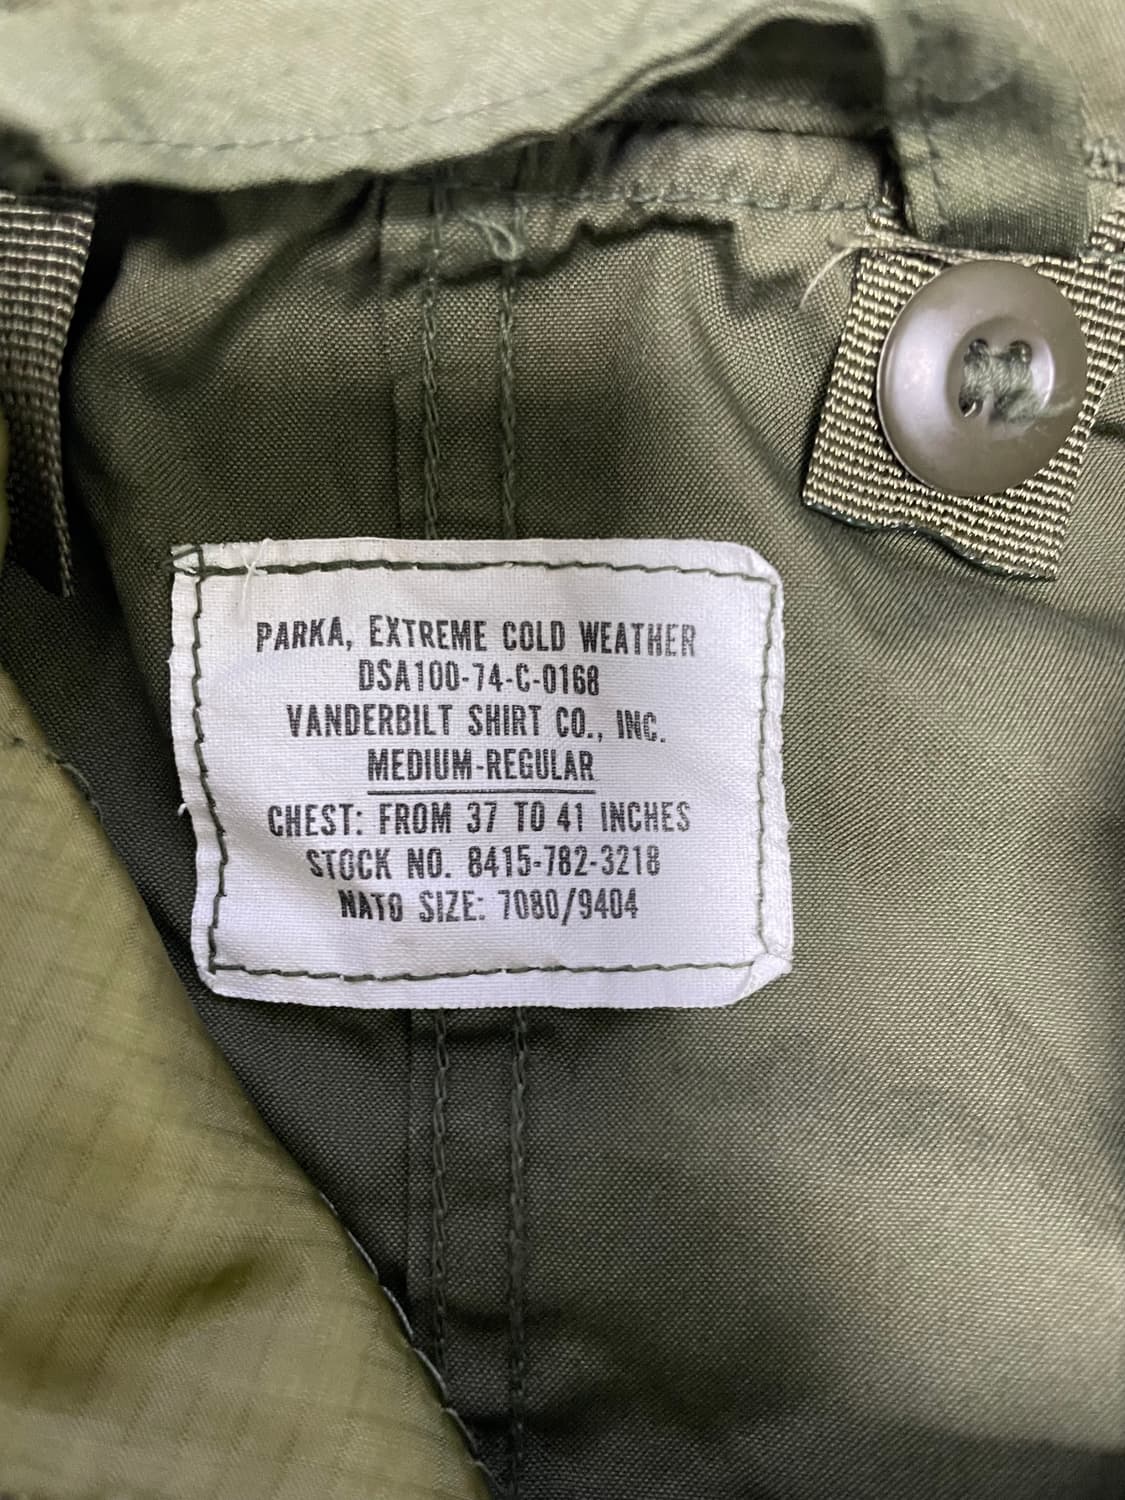 PARKA, EXTREME COLD WEATHER
DSA100-74-C-0168
VANDERBILT SHIRT CO., INC.
MEDIUM-REGULAR
CHEST: FROM 37 TO 41 INCHES
STOCK NO. 8415-782-3218
NATO SIZE: 7080/9404